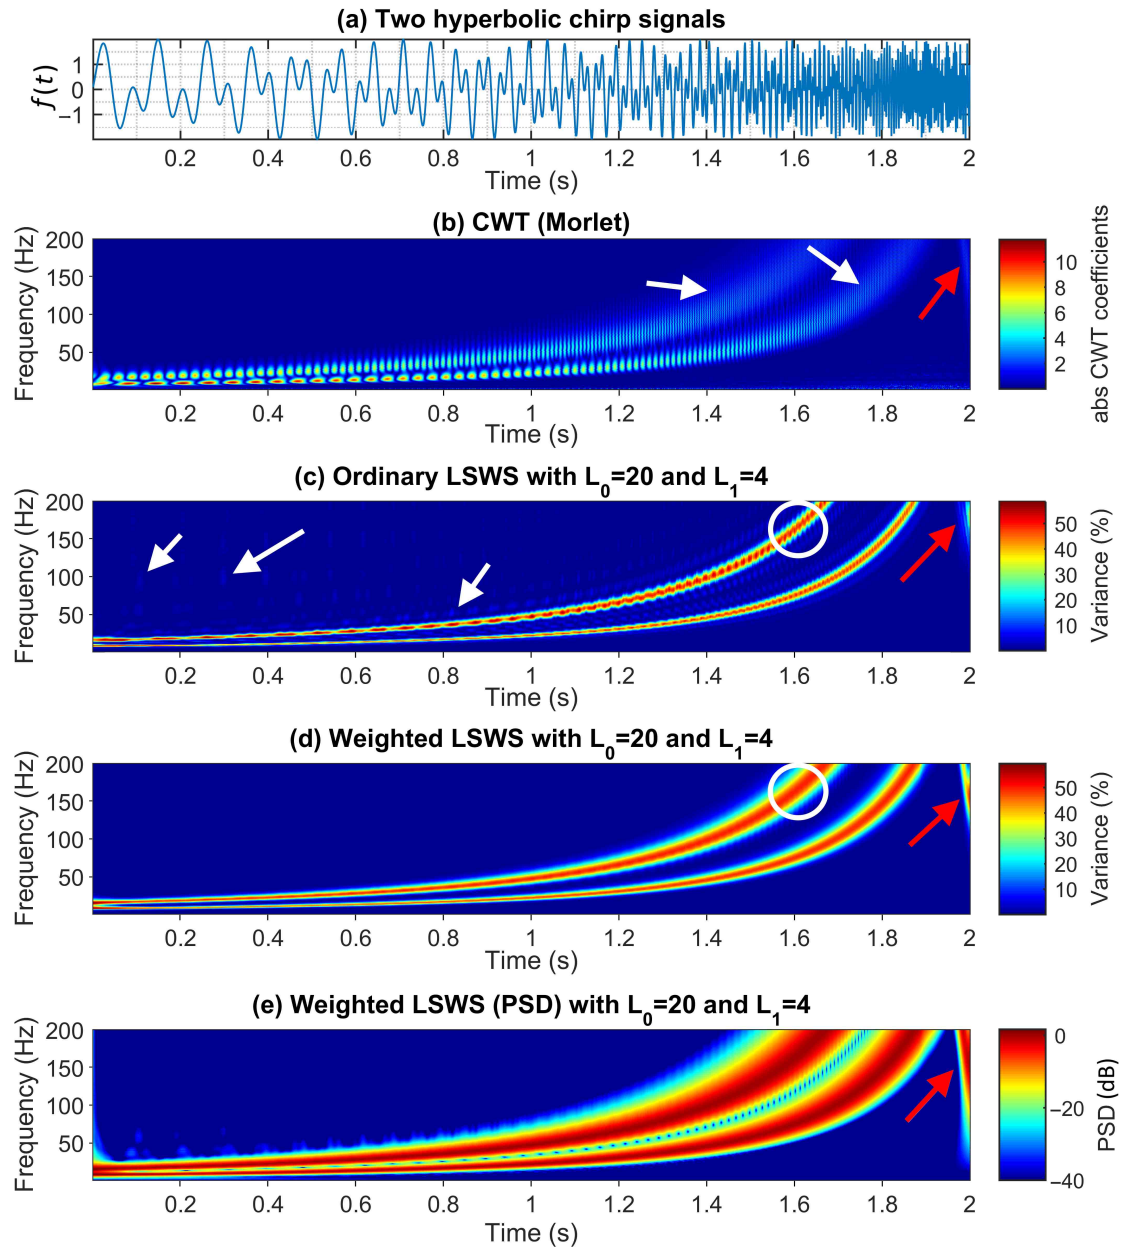 (a) Two hyperbolic chirp signals
f(t)
1
0
−1
0.2 0.4 0.6 0.8 1 1.2 1.4 1.6 1.8 2
Time (s)
(b) CWT (Morlet)
Frequency (Hz)
200
150
100
50
0.2 0.4 0.6 0.8 1 1.2 1.4 1.6 1.8 2
Time (s)
10
8
6
4
2
abs CWT coefficients
(c) Ordinary LSWS with L0=20 and L1=4
Frequency (Hz)
200
150
100
50
0.2 0.4 0.6 0.8 1 1.2 1.4 1.6 1.8 2
Time (s)
50
40
30
20
10
Variance (%)
(d) Weighted LSWS with L0=20 and L1=4
Frequency (Hz)
200
150
100
50
0.2 0.4 0.6 0.8 1 1.2 1.4 1.6 1.8 2
Time (s)
50
40
30
20
10
Variance (%)
(e) Weighted LSWS (PSD) with L0=20 and L1=4
Frequency (Hz)
200
150
100
50
0.2 0.4 0.6 0.8 1 1.2 1.4 1.6 1.8 2
Time (s)
0
−20
−40
PSD (dB)